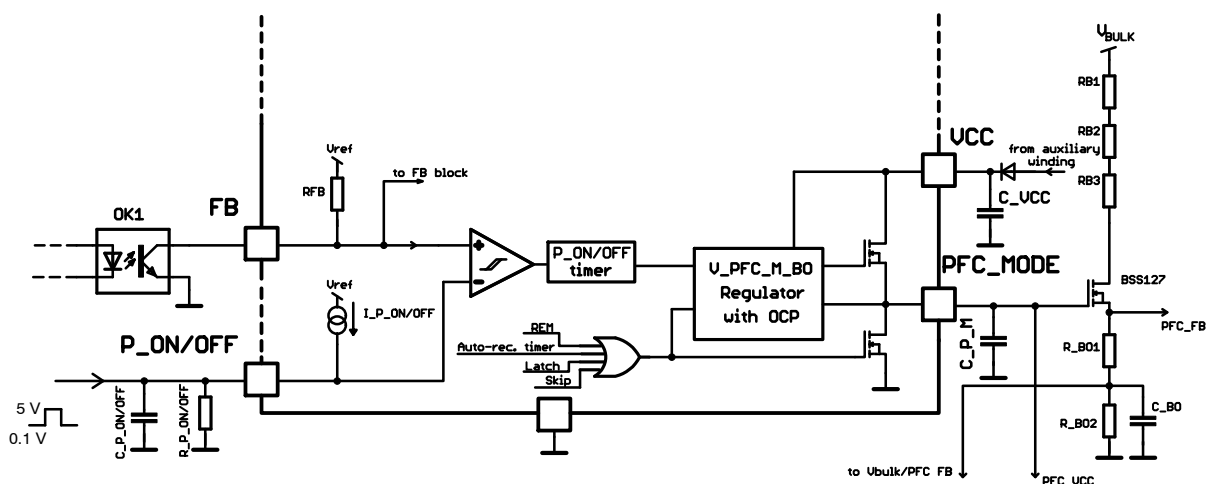 V_BULK
RB1
RB2
RB3
VCC
from auxiliary
winding
C_VCC
Vref
RFB
to FB block
OK1
FB
P_ON/OFF
timer
V_PFC_M_BO
Regulator
with OCP
PFC_MODE
BSS127
PFC_FB
Vref
I_P_ON/OFF
P_ON/OFF
REM
Auto-rec. timer
Latch
Skip
C_P_M
R_BO1
5 V
0.1 V
C_P_ON/OFF
R_P_ON/OFF
R_BO2
C_BO
to Vbulk/PFC FB
PFC_VCC